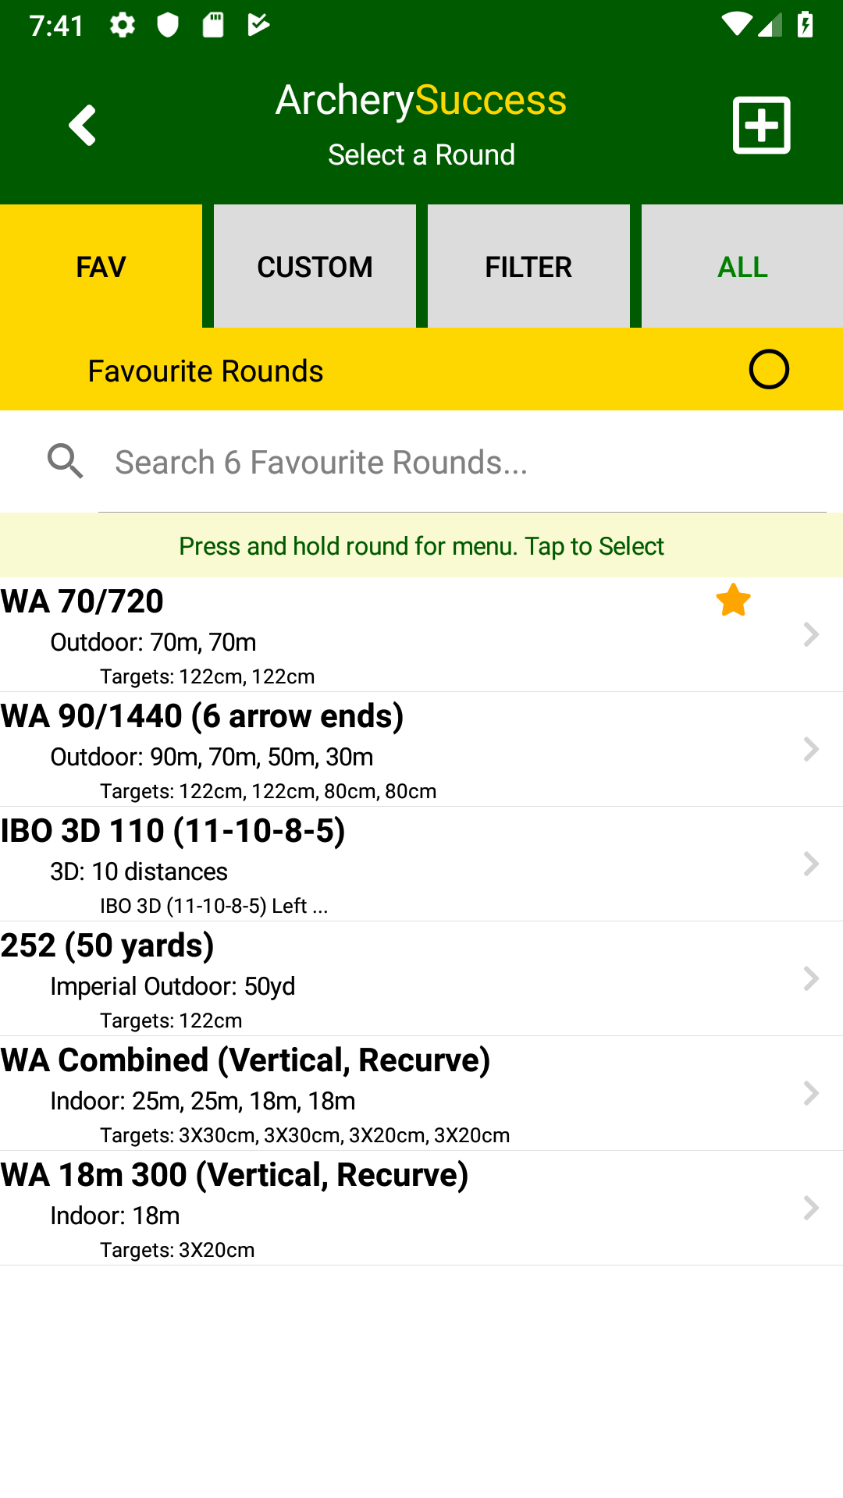 7:41
ArcherySuccess
Select a Round
FAV CUSTOM FILTER ALL
Favourite Rounds
Search 6 Favourite Rounds...
Press and hold round for menu. Tap to Select
WA 70/720
Outdoor: 70m, 70m
Targets: 122cm, 122cm
WA 90/1440 (6 arrow ends)
Outdoor: 90m, 70m, 50m, 30m
Targets: 122cm, 122cm, 80cm, 80cm
IBO 3D 110 (11-10-8-5)
3D: 10 distances
IBO 3D (11-10-8-5) Left ...
252 (50 yards)
Imperial Outdoor: 50yd
Targets: 122cm
WA Combined (Vertical, Recurve)
Indoor: 25m, 25m, 18m, 18m
Targets: 3X30cm, 3X30cm, 3X20cm, 3X20cm
WA 18m 300 (Vertical, Recurve)
Indoor: 18m
Targets: 3X20cm